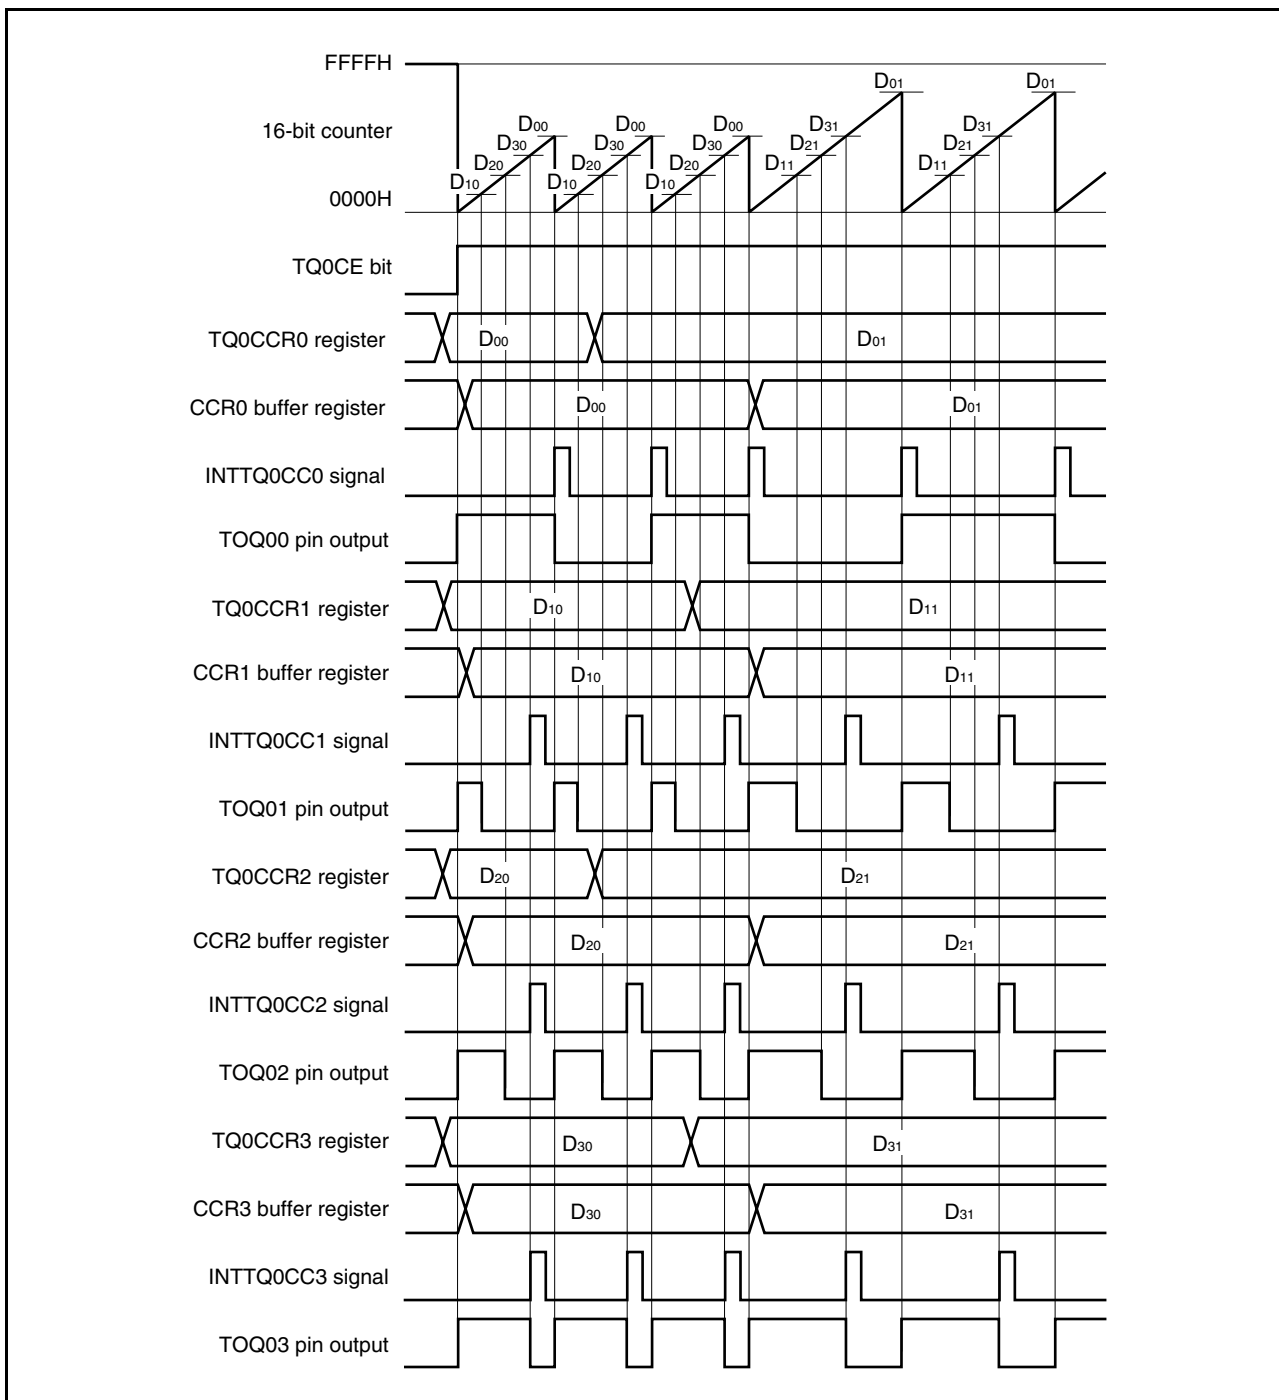 FFFFH
16-bit counter
0000H
D01 D01
D00 D00 D00 D31 D31
D30 D30 D30 D21 D21
D20 D20 D20 D11 D11
D10 D10 D10
TQ0CE bit
TQ0CCR0 register D00 D01
CCR0 buffer register D00 D01
INTTQ0CC0 signal
TOQ00 pin output
TQ0CCR1 register D10 D11
CCR1 buffer register D10 D11
INTTQ0CC1 signal
TOQ01 pin output
TQ0CCR2 register D20 D21
CCR2 buffer register D20 D21
INTTQ0CC2 signal
TOQ02 pin output
TQ0CCR3 register D30 D31
CCR3 buffer register D30 D31
INTTQ0CC3 signal
TOQ03 pin output